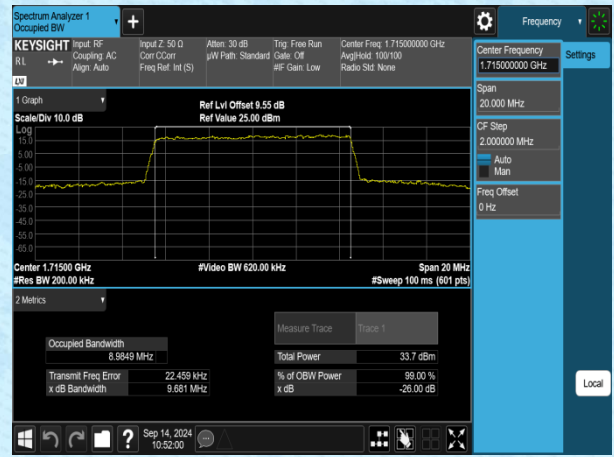 Spectrum Analyzer 1
Occupied BW
Frequency
KEYSIGHT
RL
Input: RF
Coupling: AC
Align: Auto
Input Z: 50 Ω
Corr CCorr
Freq Ref: Int (S)
Atten: 30 dB
µW Path: Standard
Trig: Free Run
Gate: Off
#IF Gain: Low
Center Freq: 1.715000000 GHz
Avg|Hold: 100/100
Radio Std: None
LXI
1 Graph
Scale/Div 10.0 dB
Ref Lvl Offset 9.55 dB
Ref Value 25.00 dBm
Log
15.0
5.00
-5.00
-15.0
-25.0
-35.0
-45.0
-55.0
-65.0
Center 1.71500 GHz
#Res BW 200.00 kHz
#Video BW 620.00 kHz
Span 20 MHz
#Sweep 100 ms (601 pts)
2 Metrics
Measure Trace
Trace 1
Occupied Bandwidth
8.9849 MHz
Total Power
33.7 dBm
Transmit Freq Error
22.459 kHz
% of OBW Power
99.00 %
x dB Bandwidth
9.681 MHz
x dB
-26.00 dB
Center Frequency
1.715000000 GHz
Settings
Span
20.000 MHz
CF Step
2.000000 MHz
Auto
Man
Freq Offset
0 Hz
Local
?
Sep 14, 2024
10:52:00